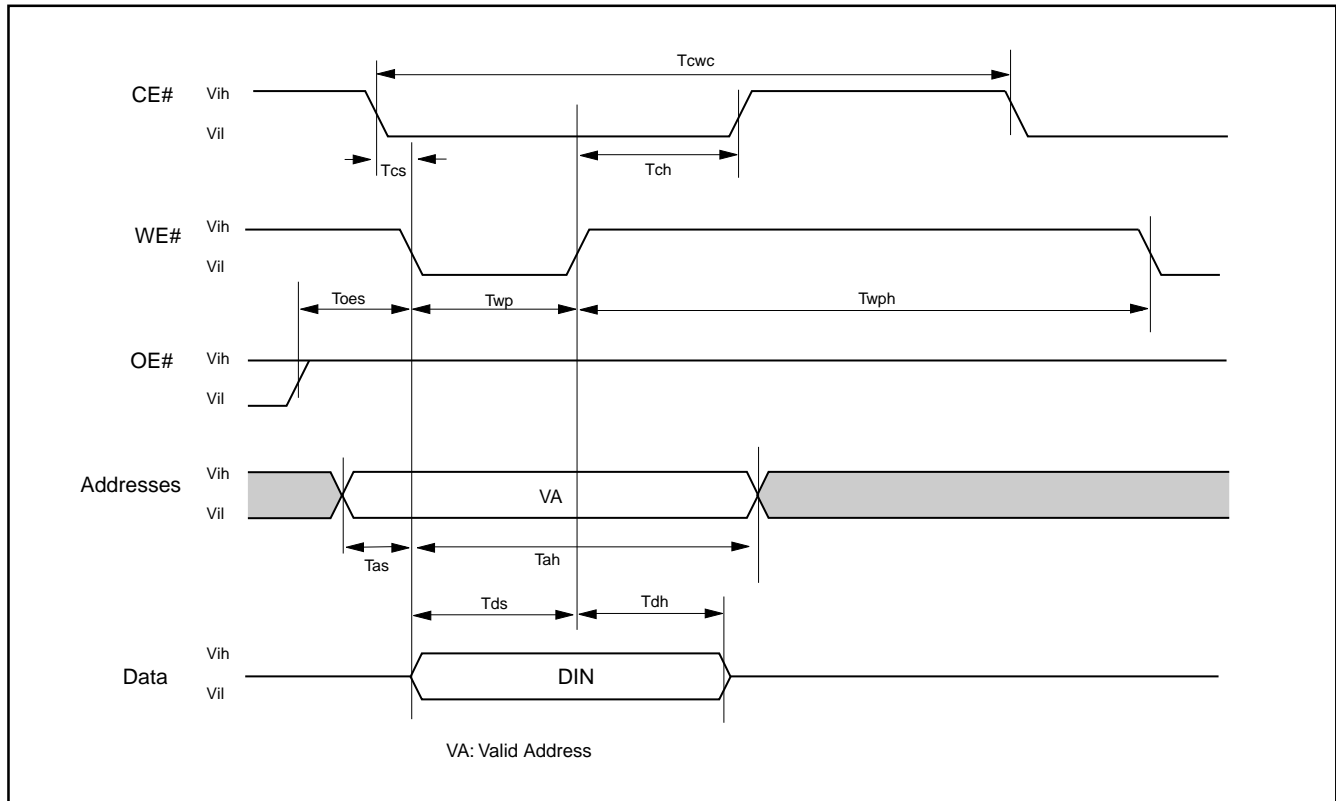 Tcwc
CE#
Vih
Vil
Tcs
Tch
WE#
Vih
Vil
Toes
Twp
Twph
OE#
Vih
Vil
Addresses
Vih
Vil
VA
Tas
Tah
Tds
Tdh
Data
Vih
Vil
DIN
VA: Valid Address